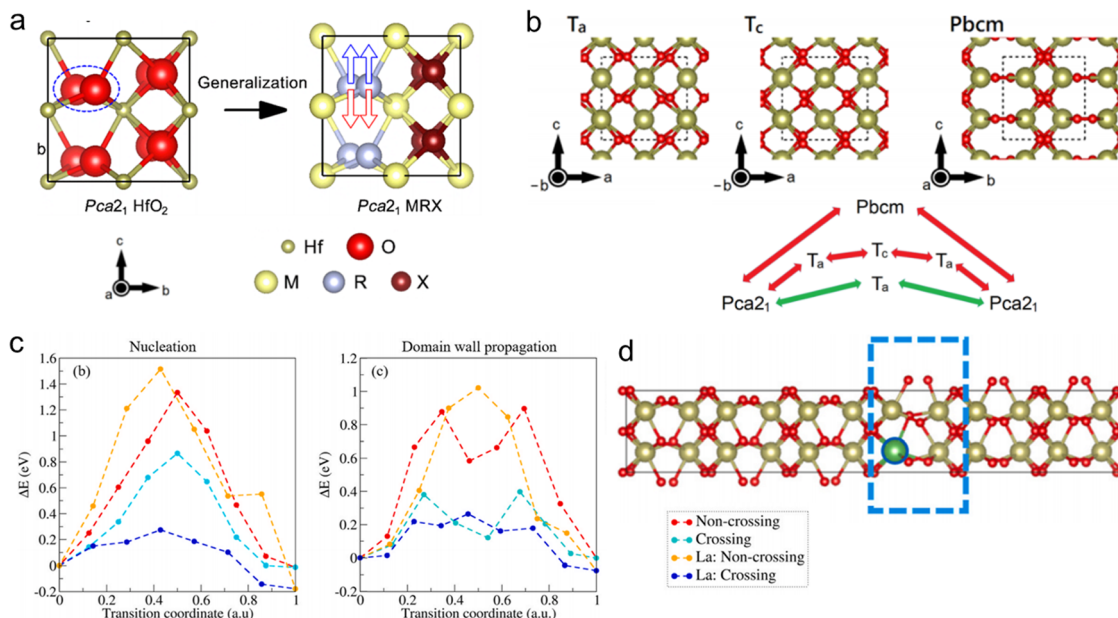 a
b
Generalization
Pca2₁ HfO₂
Pca2₁ MRX
c
a
b
Hf
O
M
R
X
b
Ta
Tc
Pbcm
c
-b
a
c
-b
a
c
a
b
Pbcm
Ta
Tc
Ta
Pca2₁
Ta
Pca2₁
c
Nucleation
(b)
ΔE (eV)
1.6
1.4
1.2
1
0.8
0.6
0.4
0.2
0
-0.2
0
0.2
0.4
0.6
0.8
1
Transition coordinate (a.u)
Domain wall propagation
(c)
ΔE (eV)
1.2
1
0.8
0.6
0.4
0.2
0
-0.2
0
0.2
0.4
0.6
0.8
1
Transition coordinate (a.u.)
d
Non-crossing
Crossing
La: Non-crossing
La: Crossing